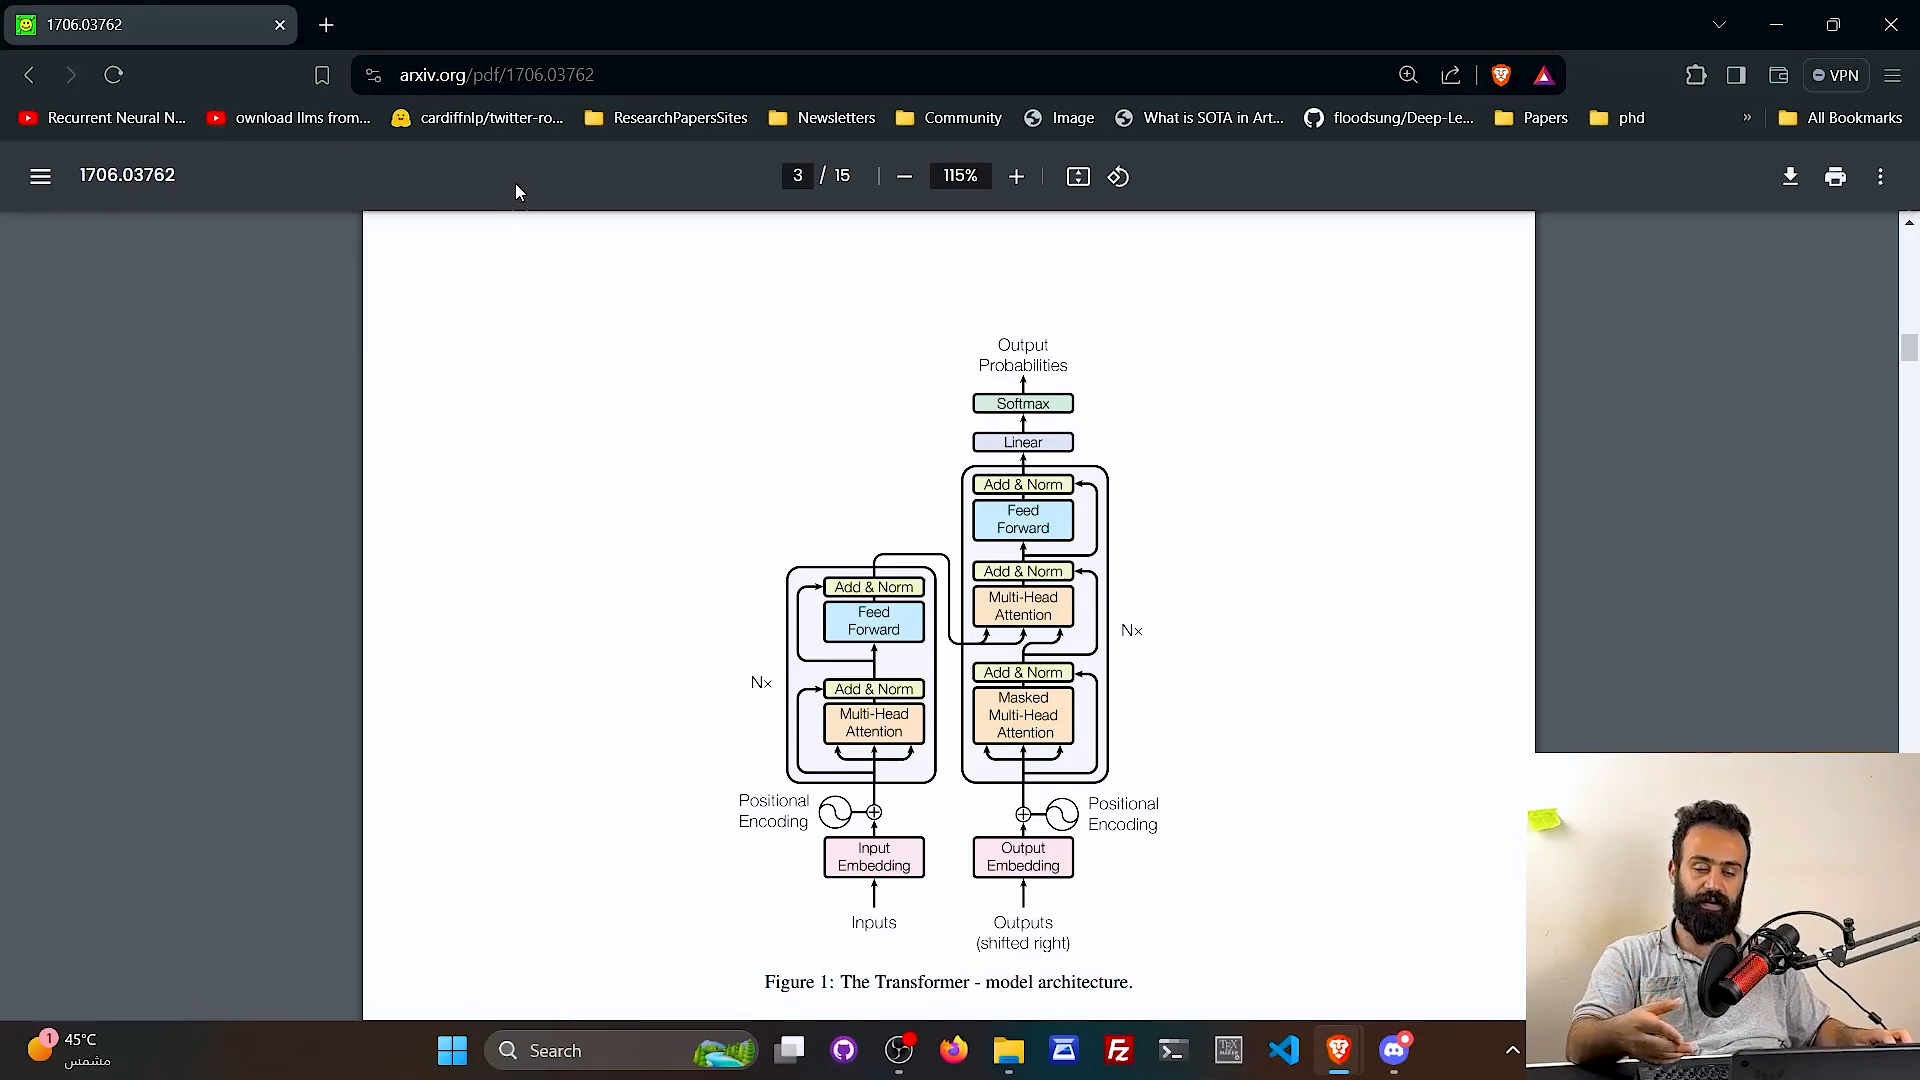 1706.03762
arxiv.org/pdf/1706.03762
VPN
Recurrent Neural N...
ownload llms from...
cardiffnlp/twitter-ro...
ResearchPapersSites
Newsletters
Community
Image
What is SOTA in Art...
floodsung/Deep-Le...
Papers
phd
»
All Bookmarks
1706.03762
3 / 15
115%
Output
Probabilities
Softmax
Linear
Add & Norm
Feed
Forward
Add & Norm
Multi-Head
Attention
Nx
Add & Norm
Masked
Multi-Head
Attention
Add & Norm
Feed
Forward
Nx
Add & Norm
Multi-Head
Attention
Positional
Encoding
Positional
Encoding
Input
Embedding
Output
Embedding
Inputs
Outputs
(shifted right)
Figure 1: The Transformer - model architecture.
1
45°C
مشمس
Search
Fz